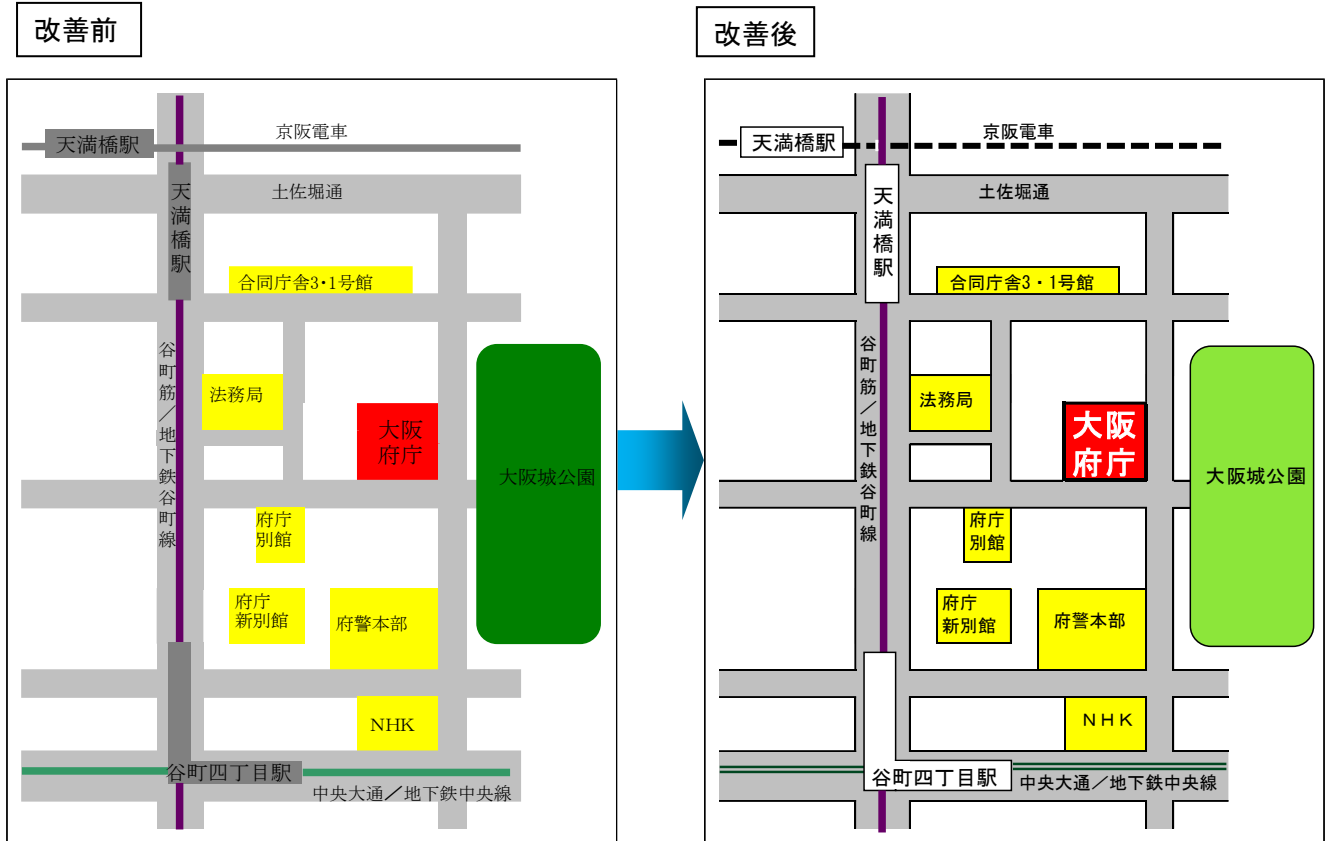 改善前
京阪電車
天満橋駅
土佐堀通
天満橋駅
合同庁舎3・1号館
谷町筋／地下鉄谷町線
法務局
大阪
府庁
大阪城公園
府庁
別館
府庁
新別館
府警本部
NHK
谷町四丁目駅
中央大通／地下鉄中央線
改善後
京阪電車
天満橋駅
土佐堀通
天満橋駅
合同庁舎3・1号館
谷町筋／地下鉄谷町線
法務局
大阪
府庁
大阪城公園
府庁
別館
府庁
新別館
府警本部
ＮＨＫ
谷町四丁目駅
中央大通／地下鉄中央線